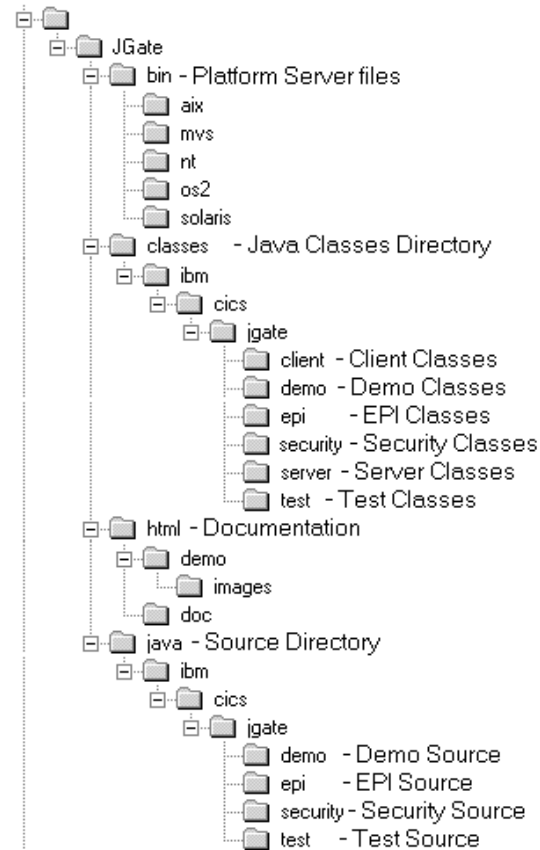 JGate
bin - Platform Server files
aix
mvs
nt
os2
solaris
classes - Java Classes Directory
ibm
cics
jgate
client - Client Classes
demo - Demo Classes
epi - EPI Classes
security - Security Classes
server - Server Classes
test - Test Classes
html - Documentation
demo
images
doc
java - Source Directory
ibm
cics
jgate
demo - Demo Source
epi - EPI Source
security - Security Source
test - Test Source